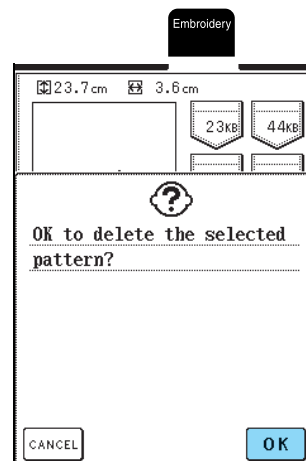 Embroidery
23.7cm 3.6cm
23KB 44KB
OK to delete the selected
pattern?
CANCEL OK